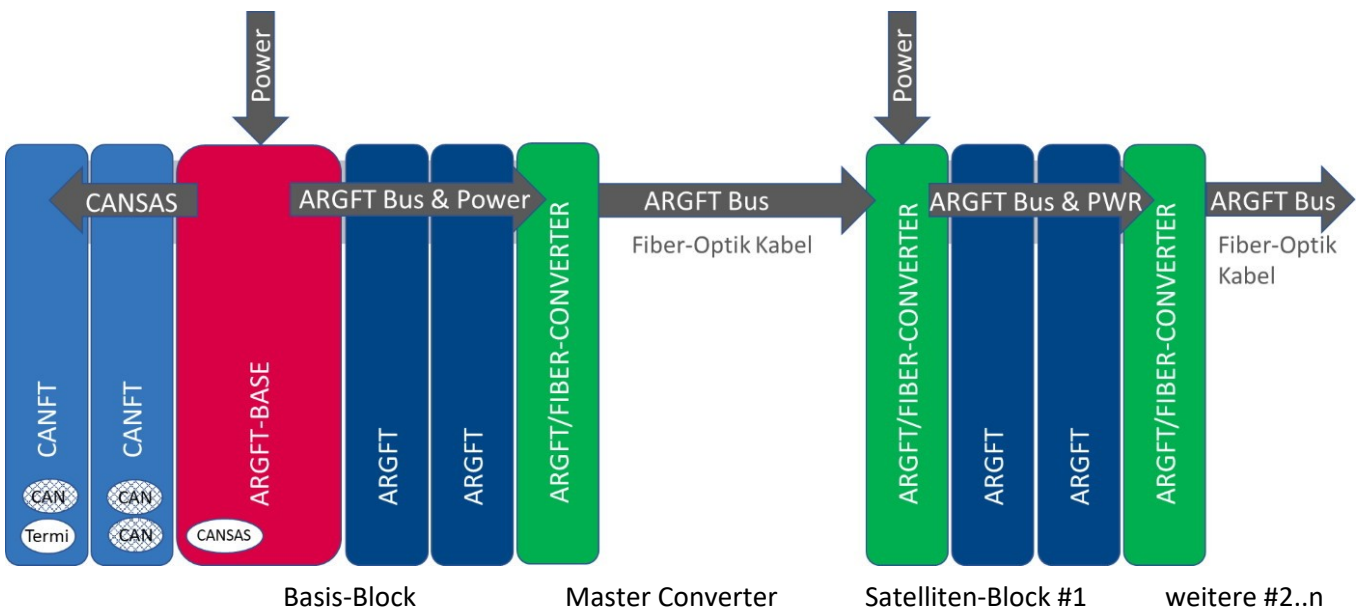 Power
Power
CANSAS
ARGFT Bus & Power
ARGFT Bus
ARGFT Bus & PWR
ARGFT Bus
Fiber-Optik Kabel
Fiber-Optik
Kabel
CANFT
CANFT
ARGFT-BASE
ARGFT
ARGFT
ARGFT/FIBER-CONVERTER
ARGFT/FIBER-CONVERTER
ARGFT
ARGFT
ARGFT/FIBER-CONVERTER
CAN
CAN
Termi
CAN
CANSAS
Basis-Block
Master Converter
Satelliten-Block #1
weitere #2..n